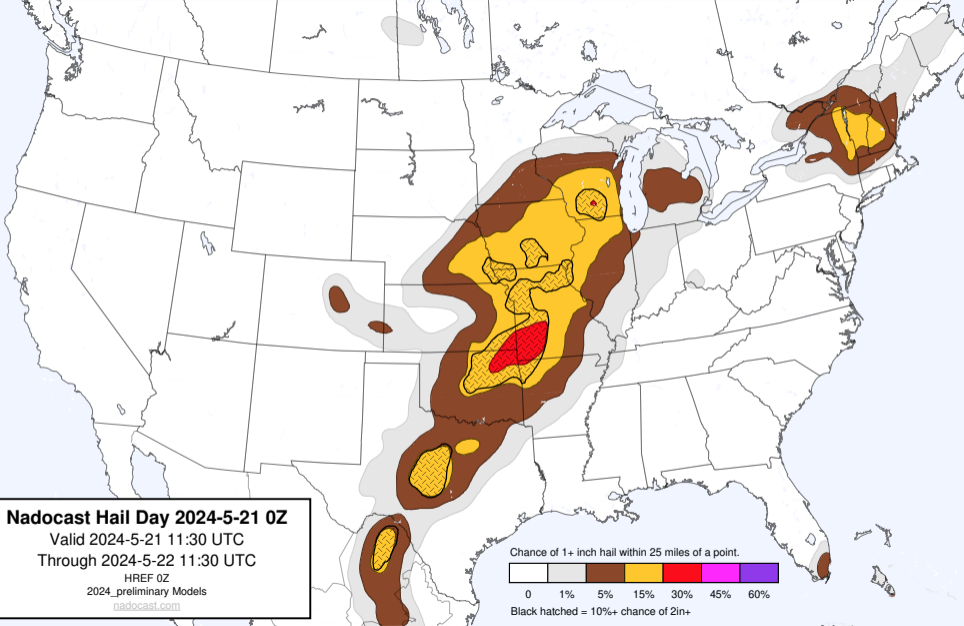 Nadocast Hail Day 2024-5-21 0Z
Valid 2024-5-21 11:30 UTC
Through 2024-5-22 11:30 UTC
HREF 0Z
2024_preliminary Models
nadocast.com
Chance of 1+ inch hail within 25 miles of a point.
0 1% 5% 15% 30% 45% 60%
Black hatched = 10%+ chance of 2in+